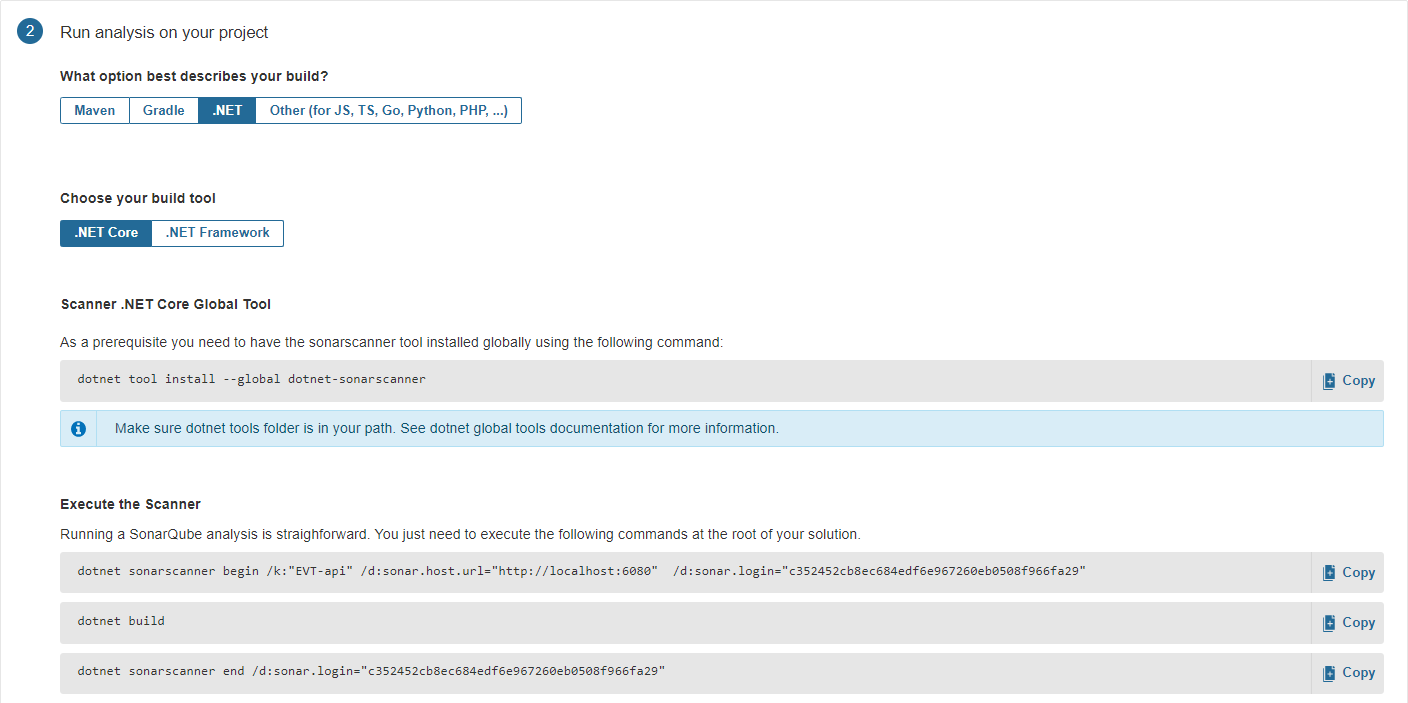 2 Run analysis on your project
What option best describes your build?
Maven Gradle .NET Other (for JS, TS, Go, Python, PHP, ...)
Choose your build tool
.NET Core .NET Framework
Scanner .NET Core Global Tool
As a prerequisite you need to have the sonarscanner tool installed globally using the following command:
dotnet tool install --global dotnet-sonarscanner Copy
Make sure dotnet tools folder is in your path. See dotnet global tools documentation for more information.
Execute the Scanner
Running a SonarQube analysis is straighforward. You just need to execute the following commands at the root of your solution.
dotnet sonarscanner begin /k:"EVT-api" /d:sonar.host.url="http://localhost:6080"  /d:sonar.login="c352452cb8ec684edf6e967260eb0508f966fa29" Copy
dotnet build Copy
dotnet sonarscanner end /d:sonar.login="c352452cb8ec684edf6e967260eb0508f966fa29" Copy